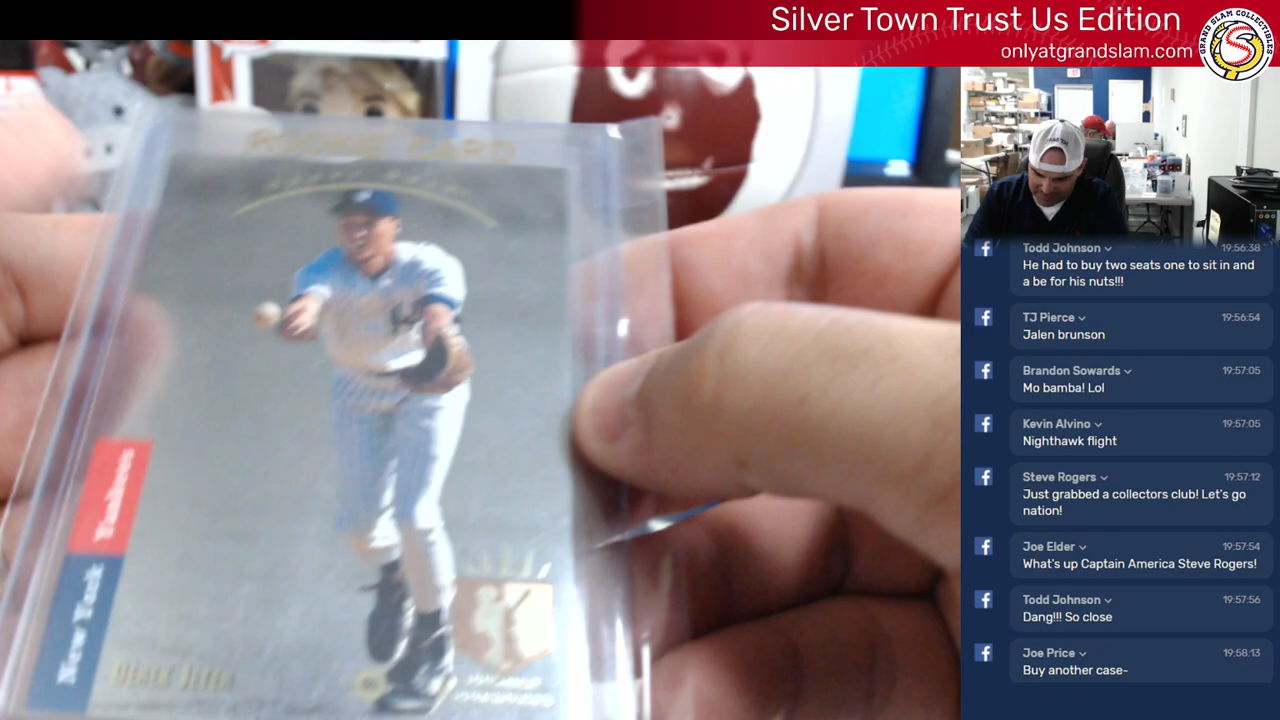 Silver Town Trust Us Edition
onlyatgrandslam.com
GRAND SLAM COLLECTIBLES
CARD
New York Yankees
DEREK JETER
Todd Johnson 19:56:38
He had to buy two seats one to sit in and
a be for his nuts!!!
TJ Pierce 19:56:54
Jalen brunson
Brandon Sowards 19:57:05
Mo bamba! Lol
Kevin Alvino 19:57:05
Nighthawk flight
Steve Rogers 19:57:12
Just grabbed a collectors club! Let's go
nation!
Joe Elder 19:57:54
What's up Captain America Steve Rogers!
Todd Johnson 19:57:56
Dang!!! So close
Joe Price 19:58:13
Buy another case-